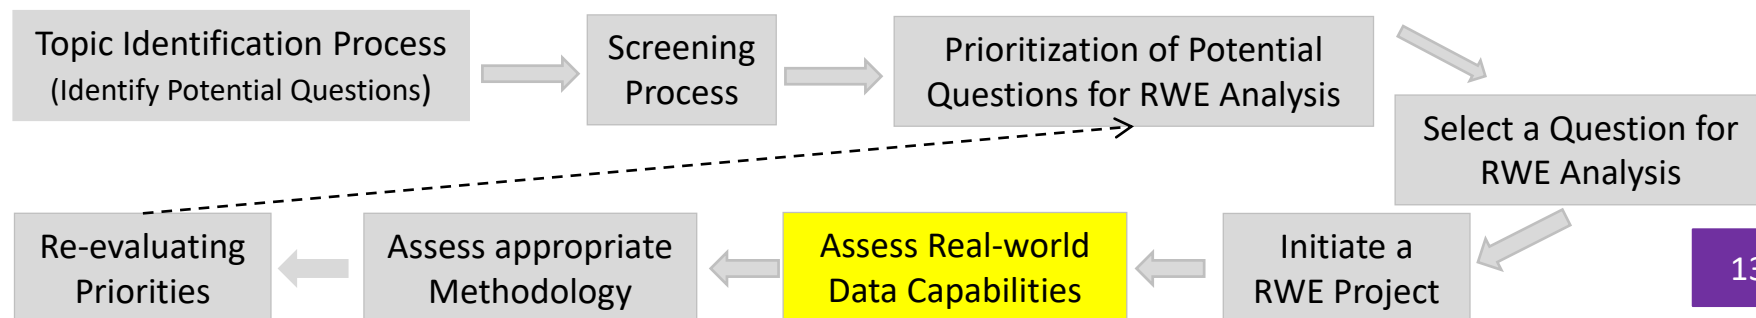 Topic Identification Process
(Identify Potential Questions)
Screening
Process
Prioritization of Potential
Questions for RWE Analysis
Select a Question for
RWE Analysis
Re-evaluating
Priorities
Assess appropriate
Methodology
Assess Real-world
Data Capabilities
Initiate a
RWE Project
13